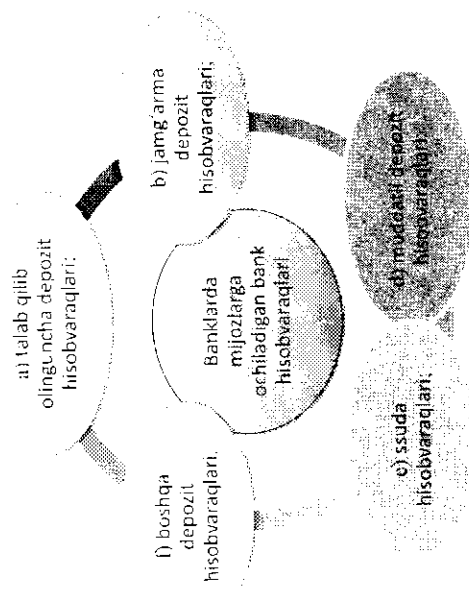 a) talab qilib
olinguncha depozit
hisobvaraqlari;
b) jamg'arma
depozit
hisobvaraqlari;
d) muddatli depozit
hisobvaraqlari;
e) ssuda
hisobvaraqlari;
f) boshqa
depozit
hisobvaraqlari.
Banklarda
mijozlarga
ochiladigan bank
hisobvaraqlari